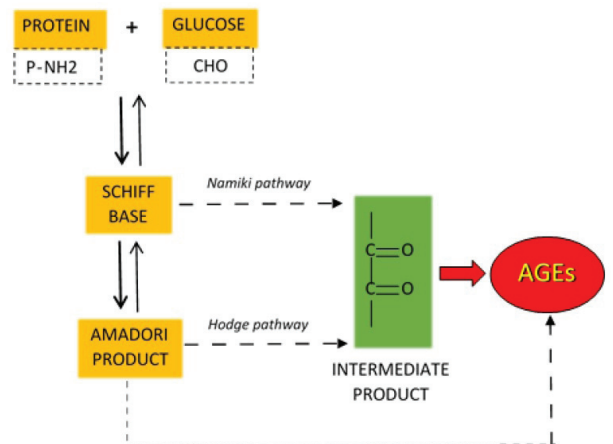 PROTEIN + GLUCOSE
P-NH2 CHO
SCHIFF
BASE
Namiki pathway
C=O
C=O
AGEs
AMADORI
PRODUCT
Hodge pathway
INTERMEDIATE
PRODUCT